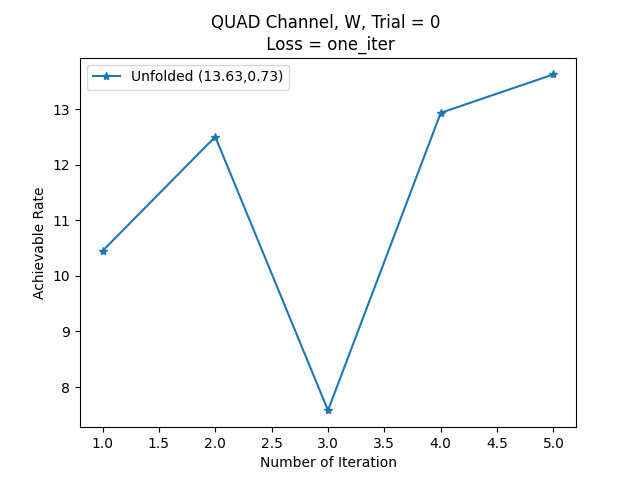 QUAD Channel, W, Trial = 0
Loss = one_iter
Unfolded (13.63,0.73)
13
12
11
10
9
8
Achievable Rate
1.0 1.5 2.0 2.5 3.0 3.5 4.0 4.5 5.0
Number of Iteration